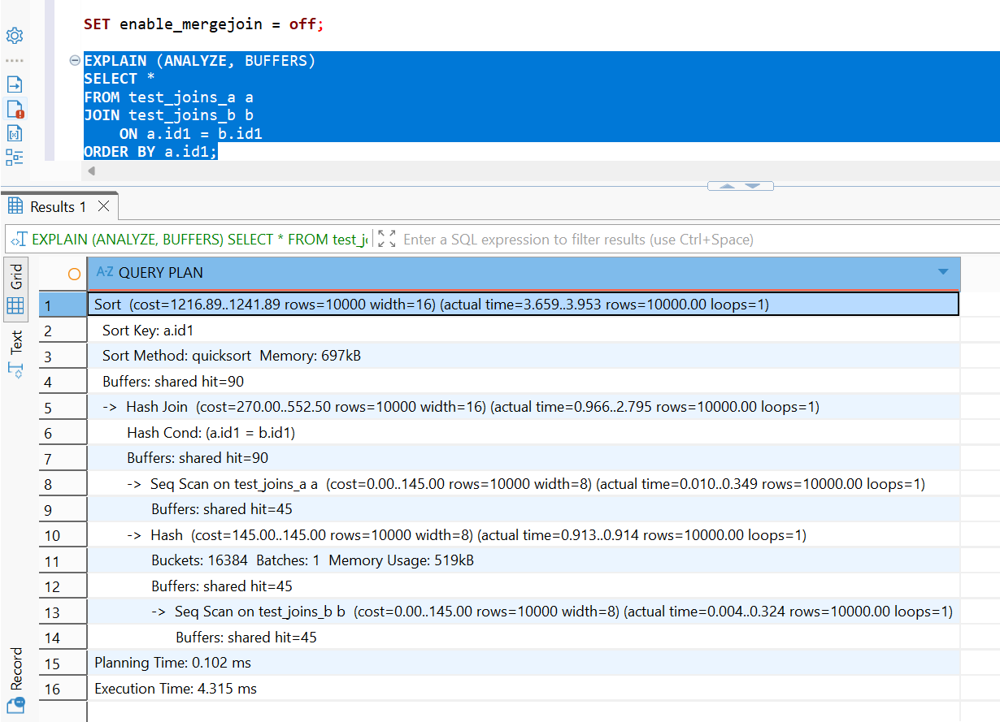 SET enable_mergejoin = off;
EXPLAIN (ANALYZE, BUFFERS)
SELECT *
FROM test_joins_a a
JOIN test_joins_b b
ON a.id1 = b.id1
ORDER BY a.id1;
Results 1
EXPLAIN (ANALYZE, BUFFERS) SELECT * FROM test_jo Enter a SQL expression to filter results (use Ctrl+Space)
Grid
Text
Record
A-Z QUERY PLAN
1 Sort (cost=1216.89..1241.89 rows=10000 width=16) (actual time=3.659..3.953 rows=10000.00 loops=1)
2 Sort Key: a.id1
3 Sort Method: quicksort Memory: 697kB
4 Buffers: shared hit=90
5 -> Hash Join (cost=270.00..552.50 rows=10000 width=16) (actual time=0.966..2.795 rows=10000.00 loops=1)
6 Hash Cond: (a.id1 = b.id1)
7 Buffers: shared hit=90
8 -> Seq Scan on test_joins_a a (cost=0.00..145.00 rows=10000 width=8) (actual time=0.010..0.349 rows=10000.00 loops=1)
9 Buffers: shared hit=45
10 -> Hash (cost=145.00..145.00 rows=10000 width=8) (actual time=0.913..0.914 rows=10000.00 loops=1)
11 Buckets: 16384 Batches: 1 Memory Usage: 519kB
12 Buffers: shared hit=45
13 -> Seq Scan on test_joins_b b (cost=0.00..145.00 rows=10000 width=8) (actual time=0.004..0.324 rows=10000.00 loops=1)
14 Buffers: shared hit=45
15 Planning Time: 0.102 ms
16 Execution Time: 4.315 ms